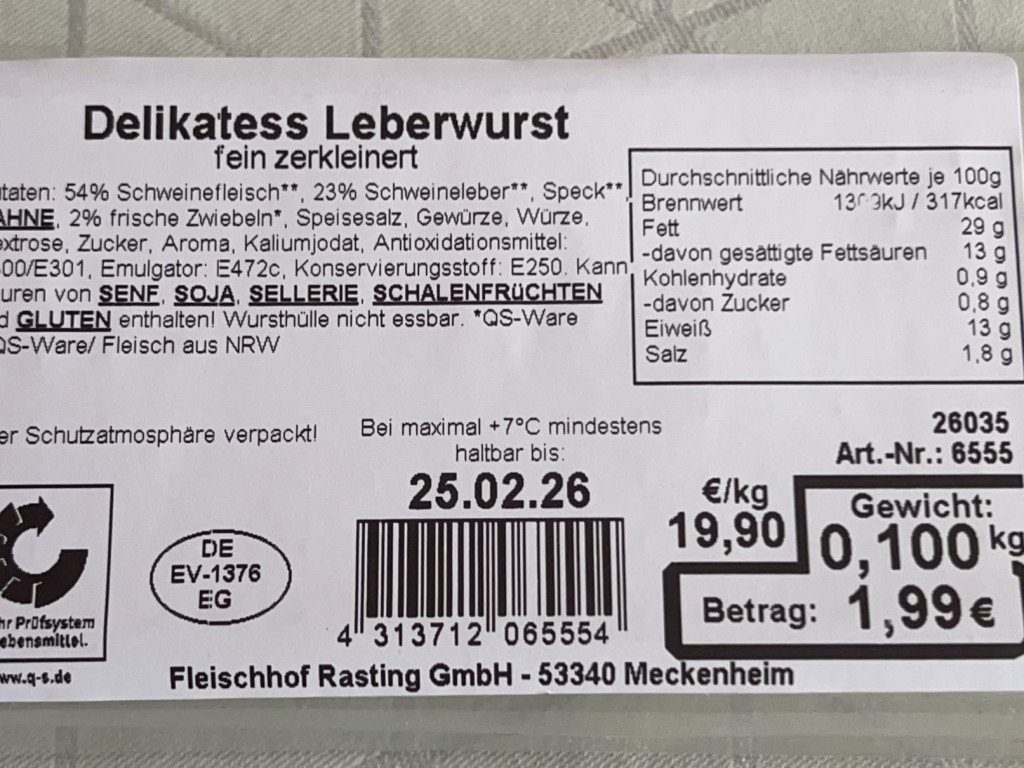 Delikatess Leberwurst
fein zerkleinert
taten: 54% Schweinefleisch**, 23% Schweineleber**, Speck**,
AHNE, 2% frische Zwiebeln*, Speisesalz, Gewürze, Würze,
extrose, Zucker, Aroma, Kaliumjodat, Antioxidationsmittel:
00/E301, Emulgator: E472c, Konservierungsstoff: E250. Kann
uren von SENF, SOJA, SELLERIE, SCHALENFRÜCHTEN
d GLUTEN enthalten! Wursthülle nicht essbar. *QS-Ware
QS-Ware/ Fleisch aus NRW
Durchschnittliche Nährwerte je 100g
Brennwert / 317kcal
Fett 29 g
-davon gesättigte Fettsäuren 13 g
Kohlenhydrate 0,9 g
-davon Zucker 0,8 g
Eiweiß 13 g
Salz 1,8 g
er Schutzatmosphäre verpackt!
Bei maximal +7°C mindestens
haltbar bis:
25.02.26
26035
Art.-Nr.: 6555
€/kg
19,90
Gewicht:
0,100 kg
Betrag: 1,99 €
DE
EV-1376
EG
4 313712 065554
hr Prüfsystem
ebensmittel.
ww.q-s.de
Fleischhof Rasting GmbH - 53340 Meckenheim